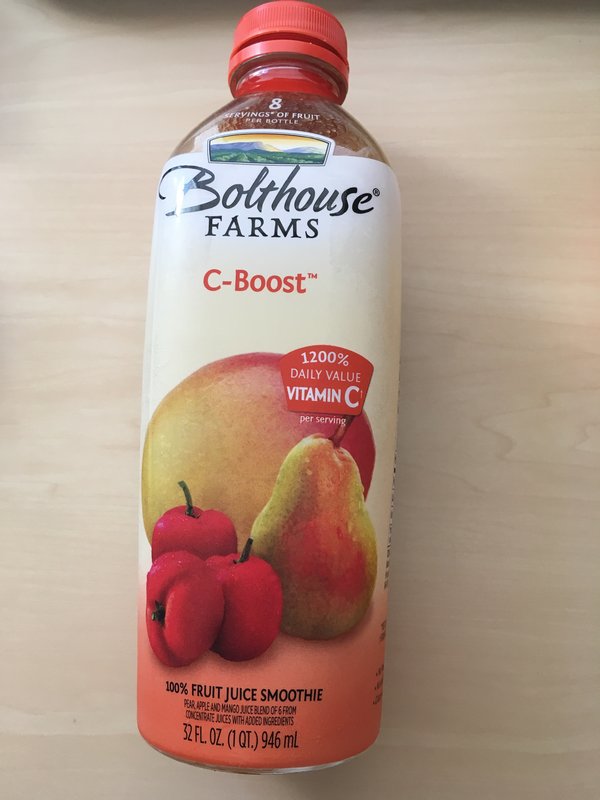 8
SERVINGS* OF FRUIT
PER BOTTLE
Bolthouse®
FARMS
C-Boost™
1200%
DAILY VALUE
VITAMIN C†
per serving
100% FRUIT JUICE SMOOTHIE
PEAR, APPLE AND MANGO JUICE BLEND OF 6 FROM
CONCENTRATE JUICES WITH ADDED INGREDIENTS
32 FL. OZ. (1 QT.) 946 mL